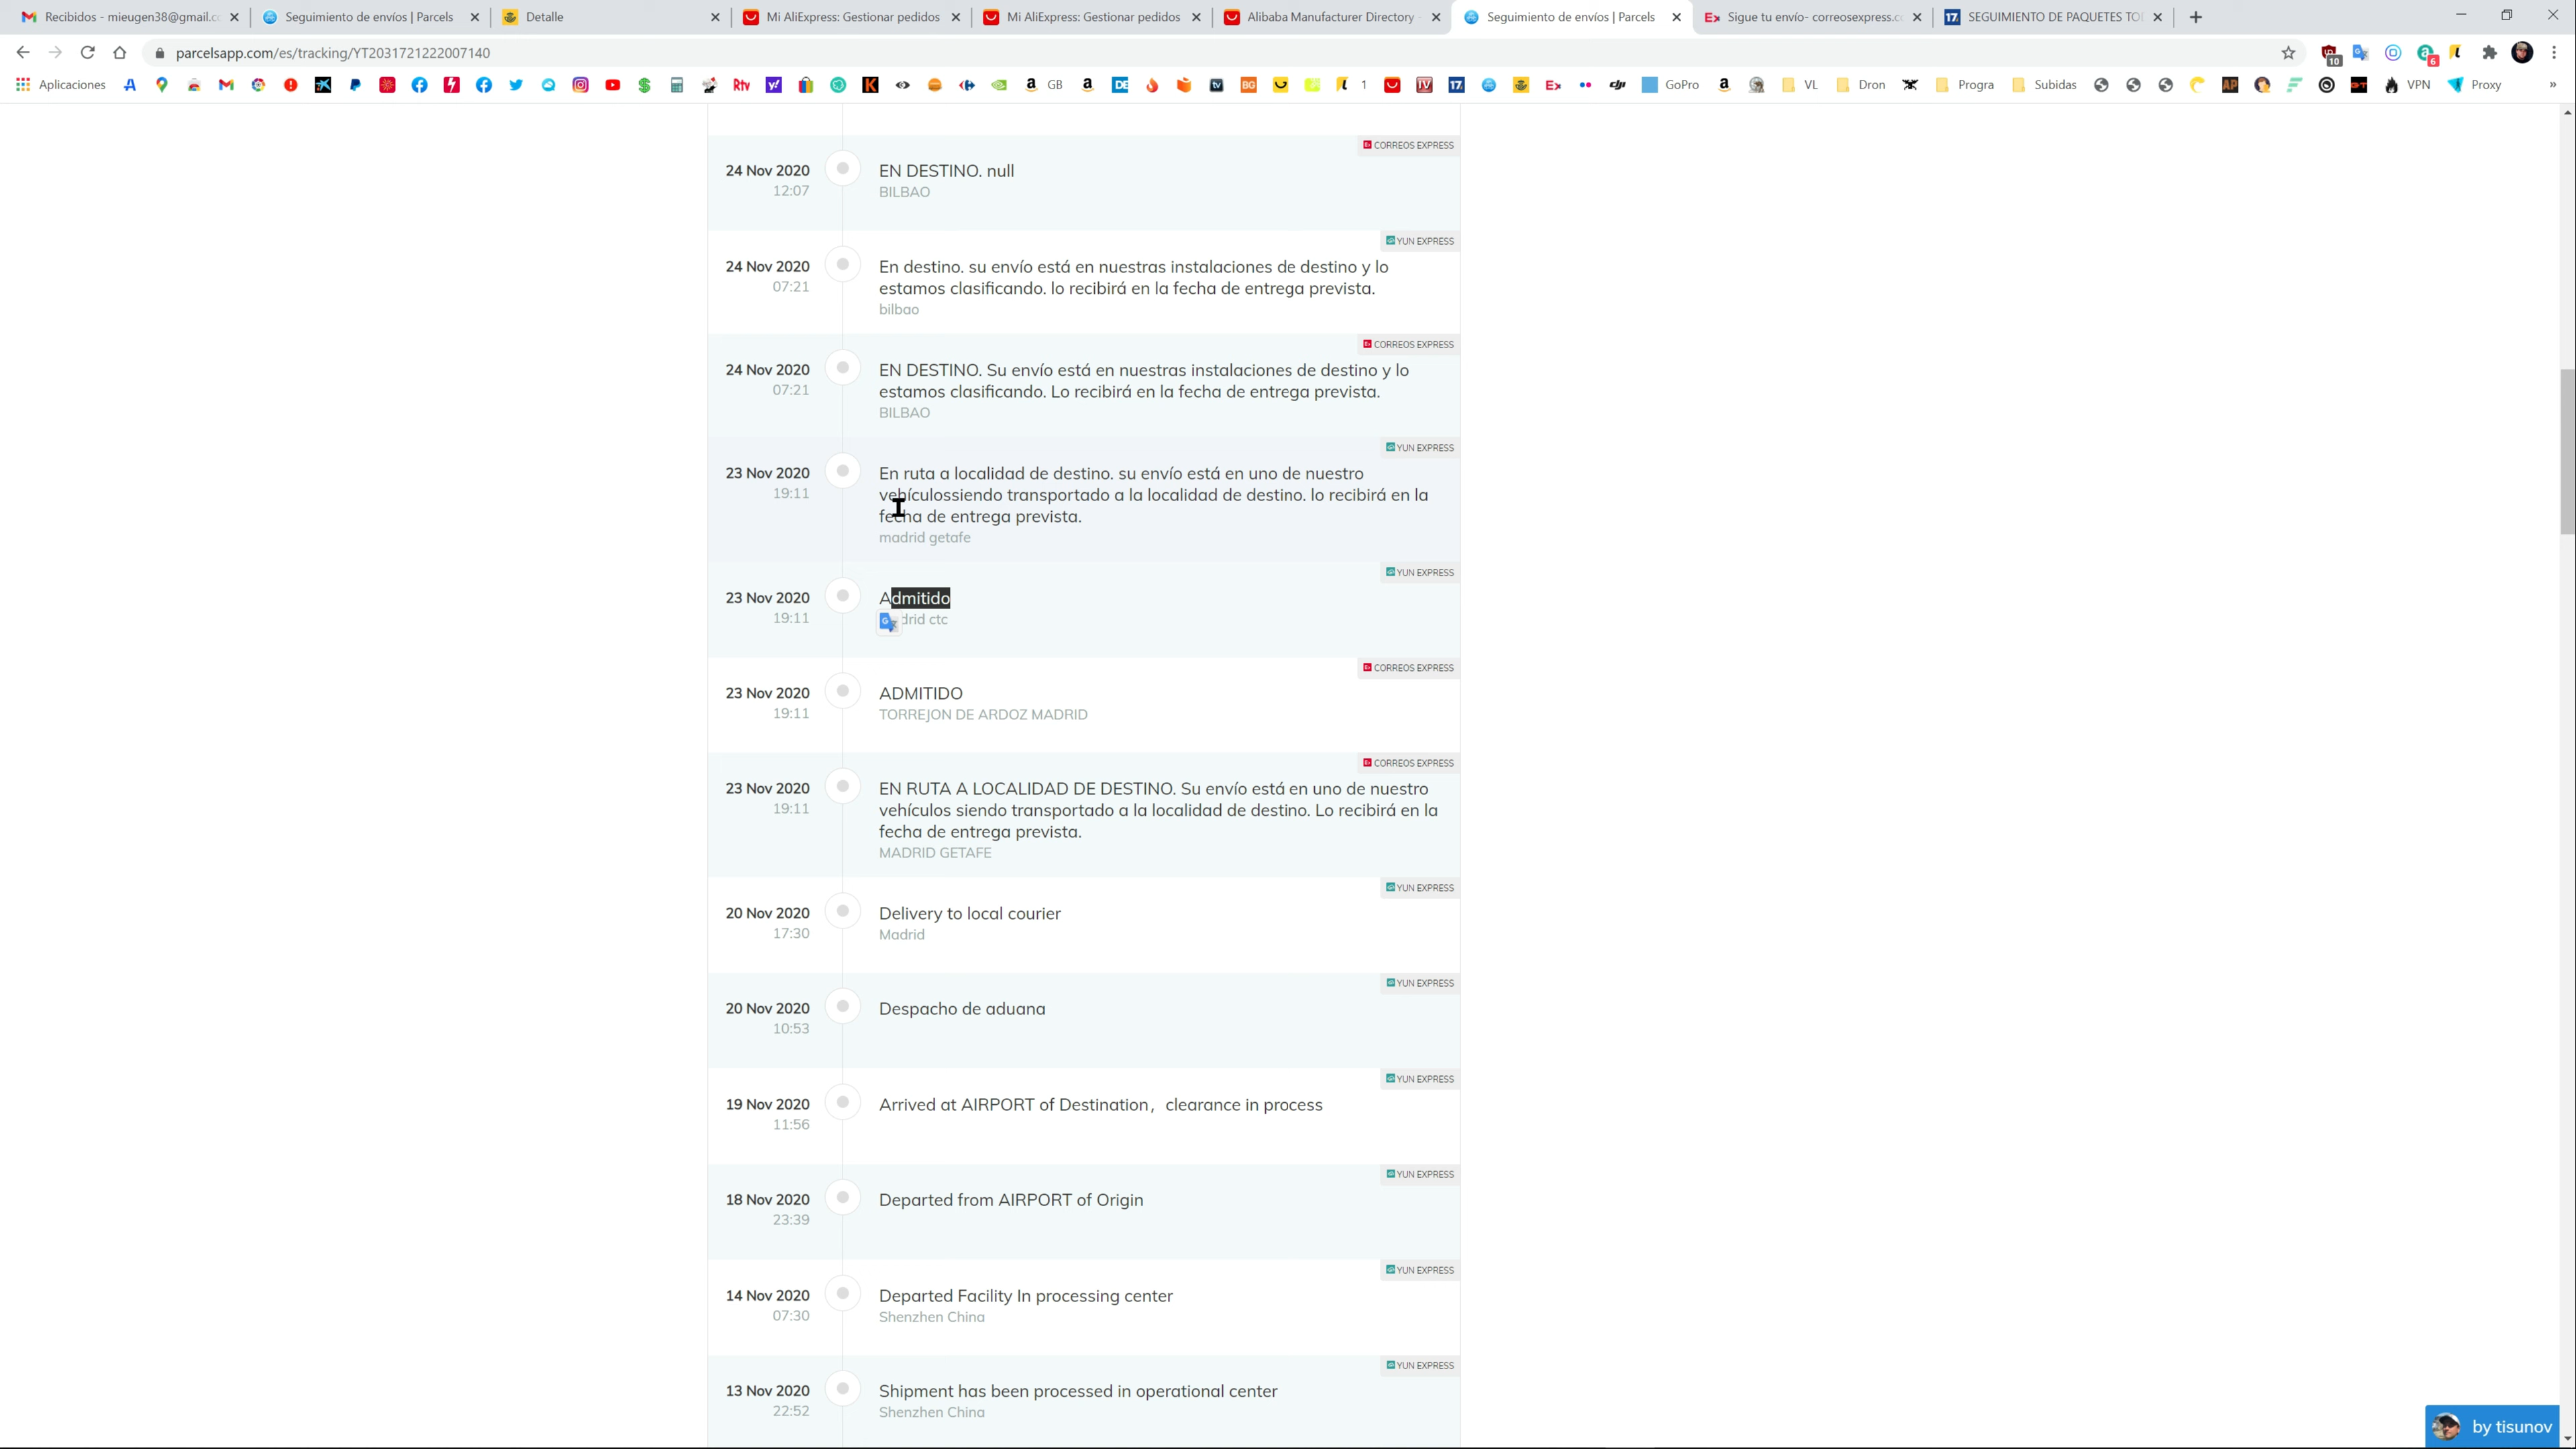 Recibidos - mieugen38@gmail.c
Seguimiento de envíos | Parcels
Detalle
Mi AliExpress: Gestionar pedidos
Mi AliExpress: Gestionar pedidos
Alibaba Manufacturer Directory -
Seguimiento de envíos | Parcels
Sigue tu envío- correosexpress.c
SEGUIMIENTO DE PAQUETES TO
parcelsapp.com/es/tracking/YT2031721222007140
10
6
Aplicaciones
Rtv
GB
DE
tv
BG
1
17
Ex
dji
GoPro
VL
Dron
Progra
Subidas
AP
VPN
Proxy
»
CORREOS EXPRESS
24 Nov 2020
12:07
EN DESTINO. null
BILBAO
YUN EXPRESS
24 Nov 2020
07:21
En destino. su envío está en nuestras instalaciones de destino y lo
estamos clasificando. lo recibirá en la fecha de entrega prevista.
bilbao
CORREOS EXPRESS
24 Nov 2020
07:21
EN DESTINO. Su envío está en nuestras instalaciones de destino y lo
estamos clasificando. Lo recibirá en la fecha de entrega prevista.
BILBAO
YUN EXPRESS
23 Nov 2020
19:11
En ruta a localidad de destino. su envío está en uno de nuestro
vehículossiendo transportado a la localidad de destino. lo recibirá en la
fecha de entrega prevista.
madrid getafe
YUN EXPRESS
23 Nov 2020
19:11
Admitido
drid ctc
CORREOS EXPRESS
23 Nov 2020
19:11
ADMITIDO
TORREJON DE ARDOZ MADRID
CORREOS EXPRESS
23 Nov 2020
19:11
EN RUTA A LOCALIDAD DE DESTINO. Su envío está en uno de nuestro
vehículos siendo transportado a la localidad de destino. Lo recibirá en la
fecha de entrega prevista.
MADRID GETAFE
YUN EXPRESS
20 Nov 2020
17:30
Delivery to local courier
Madrid
YUN EXPRESS
20 Nov 2020
10:53
Despacho de aduana
YUN EXPRESS
19 Nov 2020
11:56
Arrived at AIRPORT of Destination，clearance in process
YUN EXPRESS
18 Nov 2020
23:39
Departed from AIRPORT of Origin
YUN EXPRESS
14 Nov 2020
07:30
Departed Facility In processing center
Shenzhen China
YUN EXPRESS
13 Nov 2020
22:52
Shipment has been processed in operational center
Shenzhen China
by tisunov